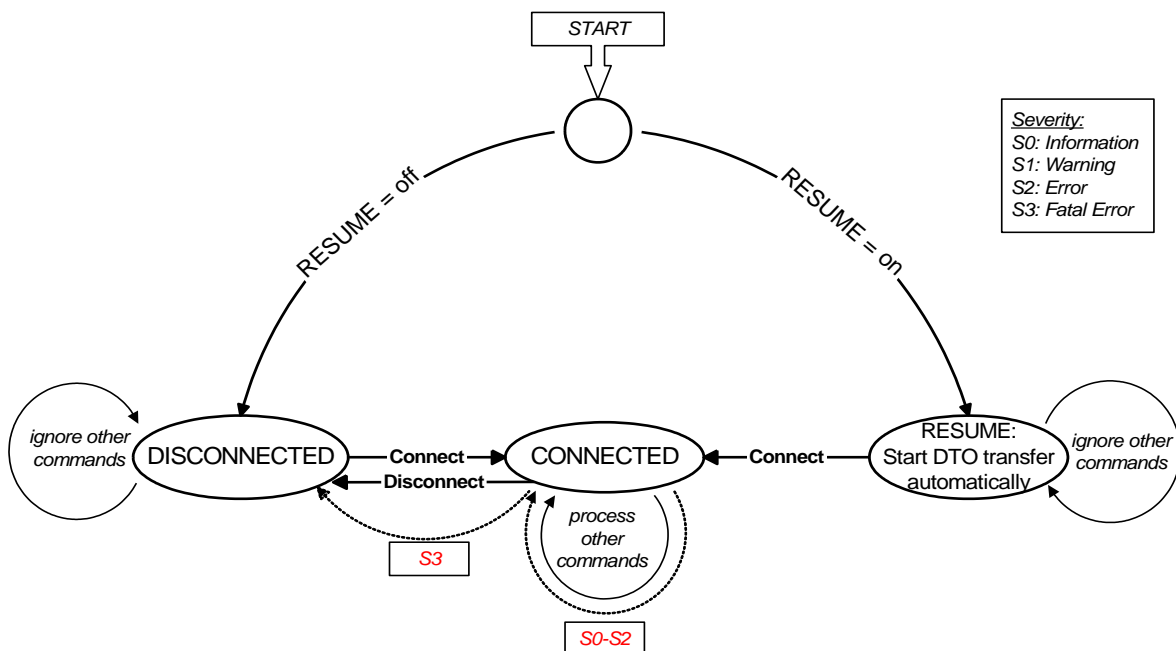 START
Severity:
S0: Information
S1: Warning
S2: Error
S3: Fatal Error
RESUME = off
RESUME = on
ignore other
commands
DISCONNECTED
Connect
Disconnect
CONNECTED
Connect
RESUME:
Start DTO transfer
automatically
ignore other
commands
process
other
commands
S3
S0-S2